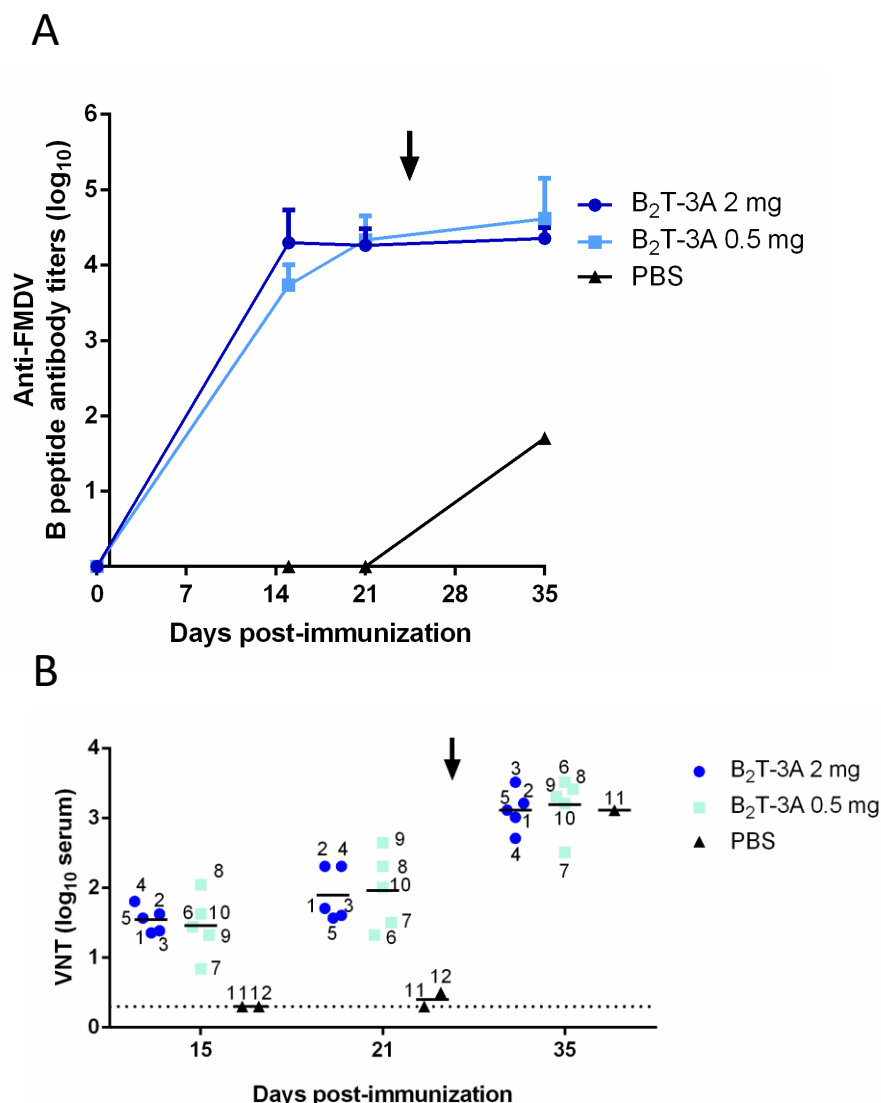 A
6
5
4
3
2
1
Anti-FMDV
B peptide antibody titers (log10)
0 7 14 21 28 35
Days post-immunization
B2T-3A 2 mg
B2T-3A 0.5 mg
PBS
B
4
3
2
1
0
VNT (log10 serum)
4 2 5 1 3
8 6 10 9 7
11 12
2 4 1 3 5
9 8 10 7 6
11 12
3 5 2 1 4
6 9 8 10 7
11
15 21 35
Days post-immunization
B2T-3A 2 mg
B2T-3A 0.5 mg
PBS